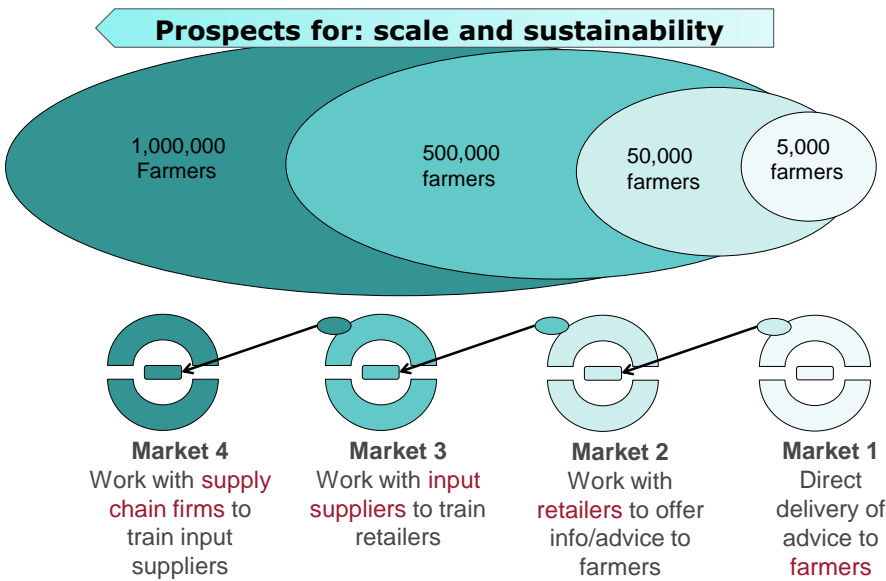 Prospects for: scale and sustainability
1,000,000
Farmers
500,000
farmers
50,000
farmers
5,000
farmers
Market 4
Work with supply
chain firms to
train input
suppliers
Market 3
Work with input
suppliers to train
retailers
Market 2
Work with
retailers to offer
info/advice to
farmers
Market 1
Direct
delivery of
advice to
farmers